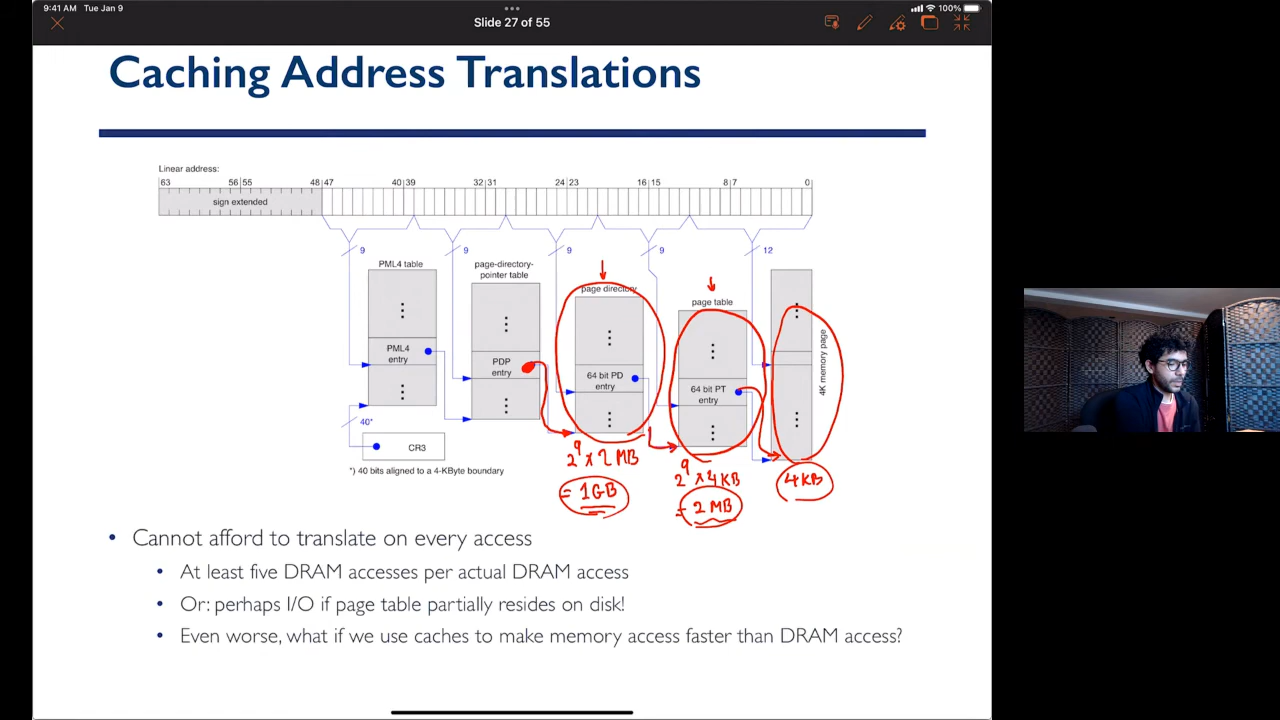 9:41 AM Tue Jan 9
100%
Slide 27 of 55
Caching Address Translations
Linear address:
63 56 55 48 47 40 39 32 31 24 23 16 15 8 7 0
sign extended
9 9 9 9 12
PML4 table
page-directory-
pointer table
page directory
page table
PML4
entry
PDP
entry
64 bit PD
entry
64 bit PT
entry
4K memory page
40*
CR3
*) 40 bits aligned to a 4-KByte boundary
2⁹ x 2 MB
= 1GB
2⁹ x 4KB
= 2 MB
4 KB
• Cannot afford to translate on every access
• At least five DRAM accesses per actual DRAM access
• Or: perhaps I/O if page table partially resides on disk!
• Even worse, what if we use caches to make memory access faster than DRAM access?